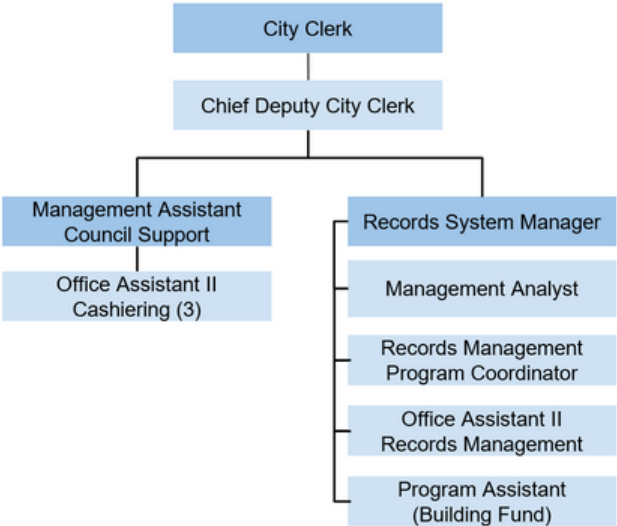 City Clerk
Chief Deputy City Clerk
Management Assistant
Council Support
Office Assistant II
Cashiering (3)
Records System Manager
Management Analyst
Records Management
Program Coordinator
Office Assistant II
Records Management
Program Assistant
(Building Fund)